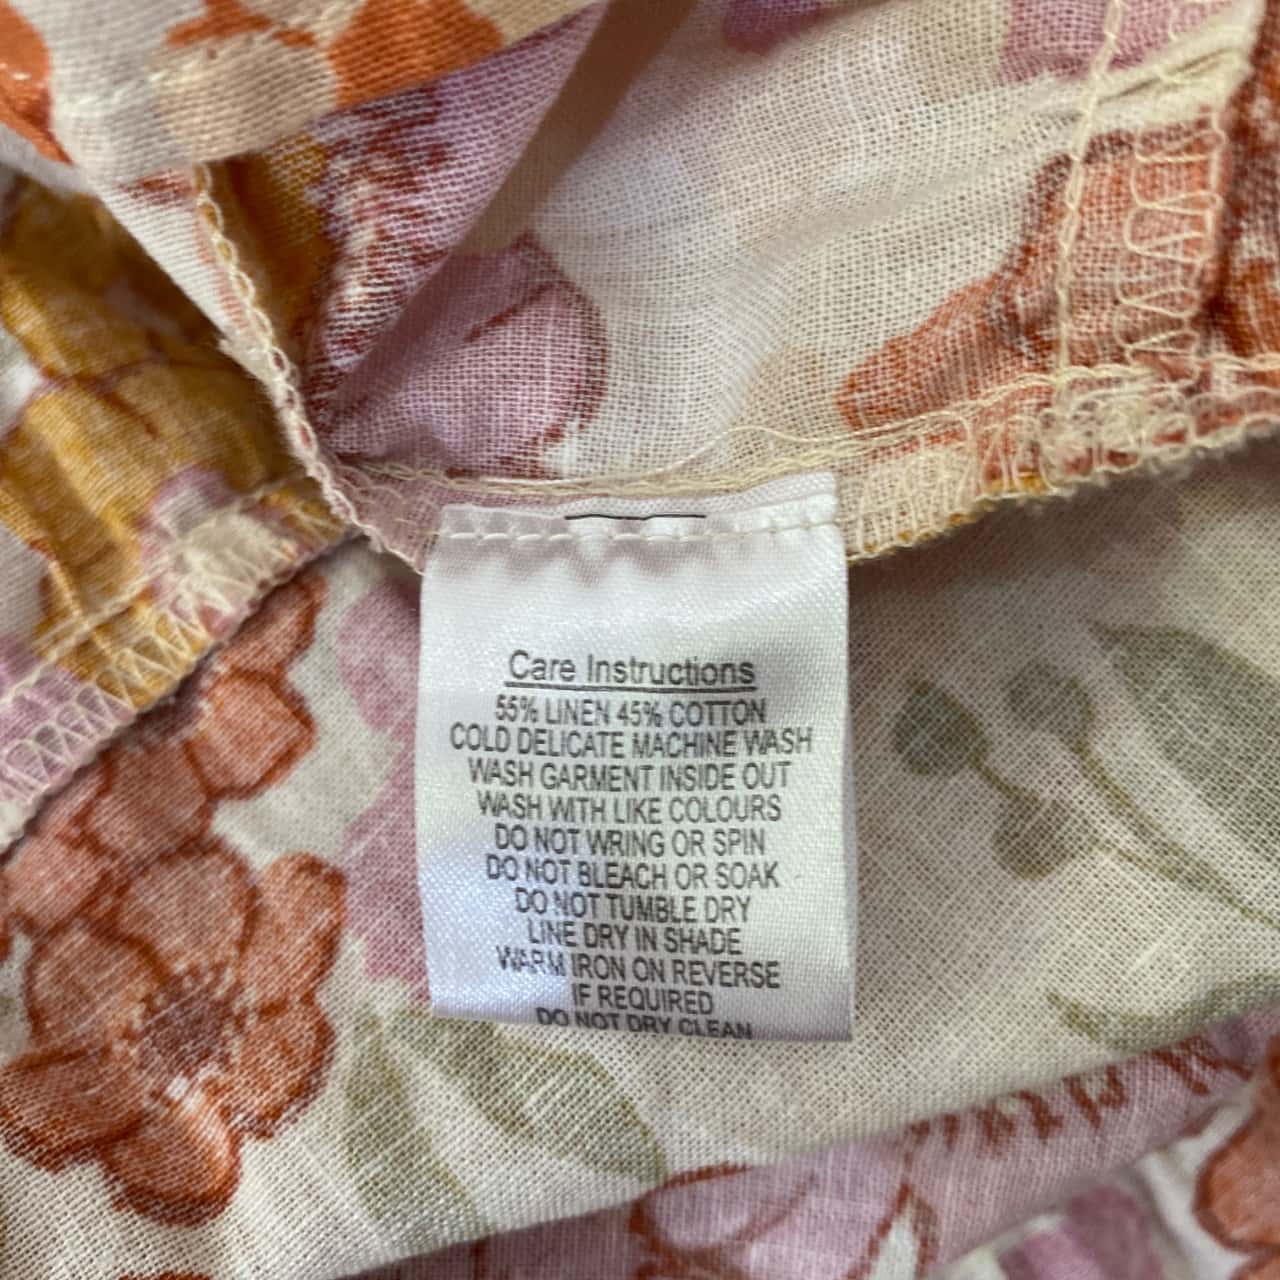 Care Instructions
55% LINEN 45% COTTON
COLD DELICATE MACHINE WASH
WASH GARMENT INSIDE OUT
WASH WITH LIKE COLOURS
DO NOT WRING OR SPIN
DO NOT BLEACH OR SOAK
DO NOT TUMBLE DRY
LINE DRY IN SHADE
WARM IRON ON REVERSE
IF REQUIRED
DO NOT DRY CLEAN